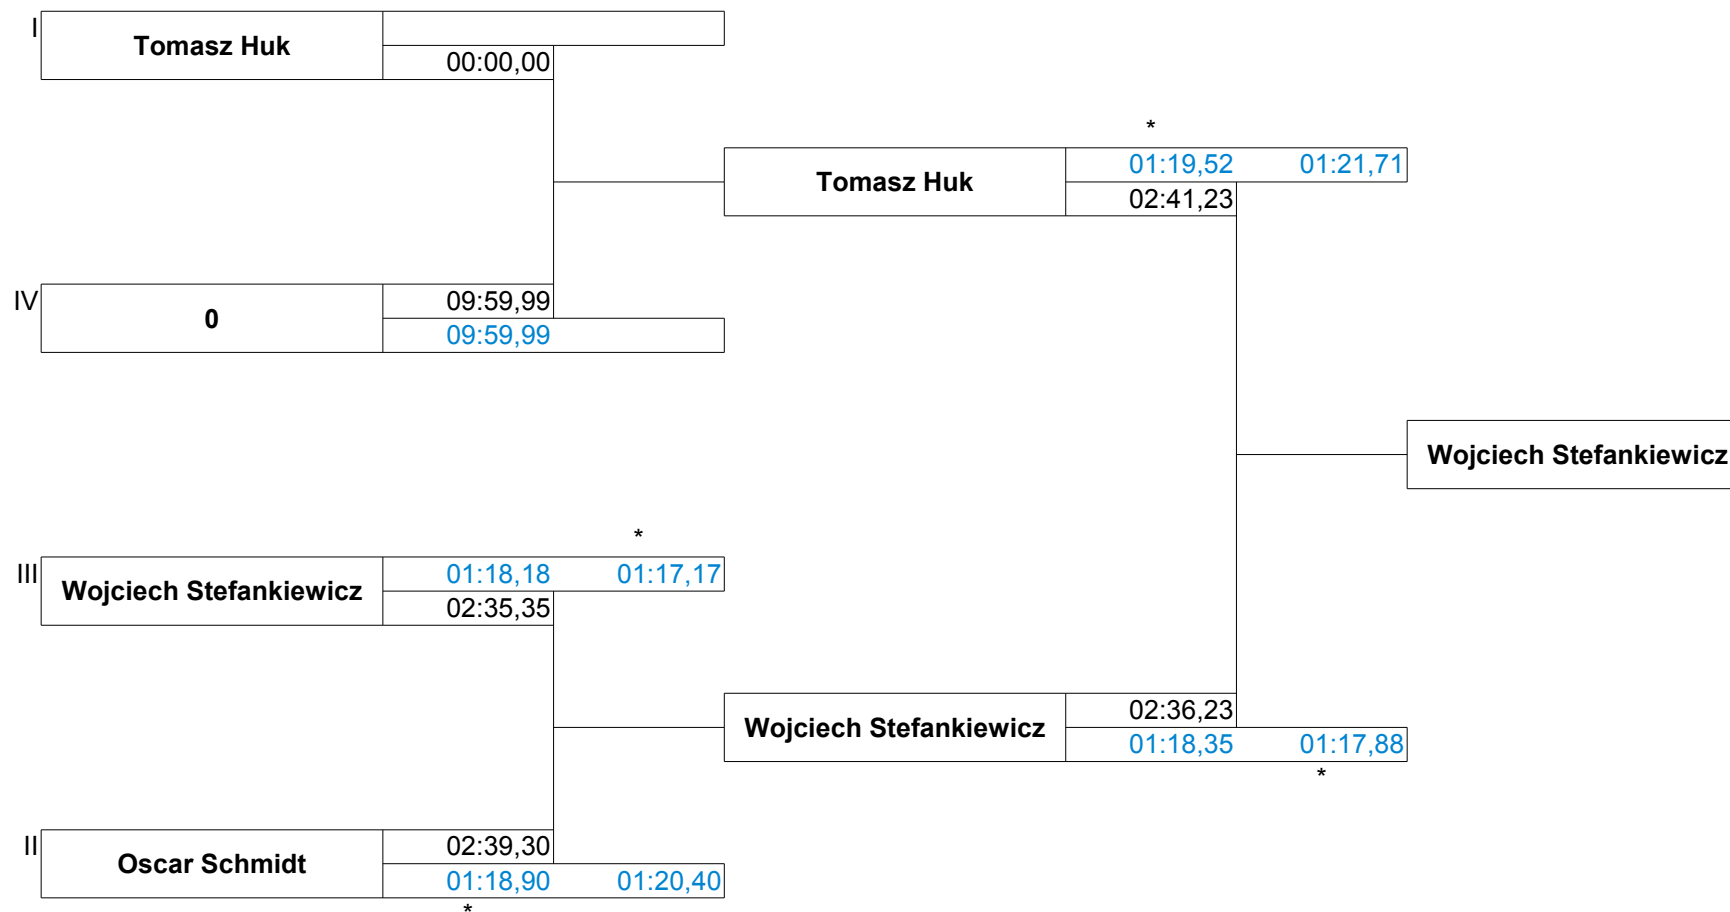 I
Tomasz Huk
00:00,00
*
Tomasz Huk
01:19,52 01:21,71
02:41,23
IV
0
09:59,99
09:59,99
Wojciech Stefankiewicz
*
III
Wojciech Stefankiewicz
01:18,18 01:17,17
02:35,35
Wojciech Stefankiewicz
02:36,23
01:18,35 01:17,88
*
II
Oscar Schmidt
02:39,30
01:18,90 01:20,40
*